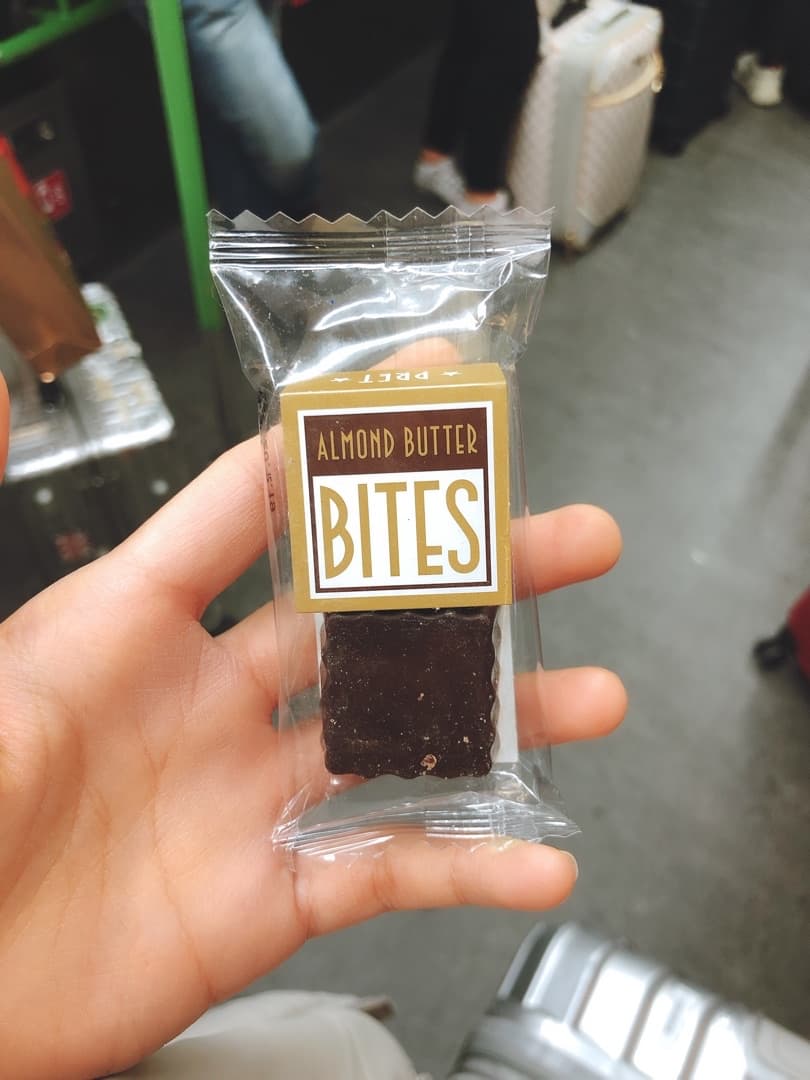 ★ PRET ★
ALMOND BUTTER
BITES